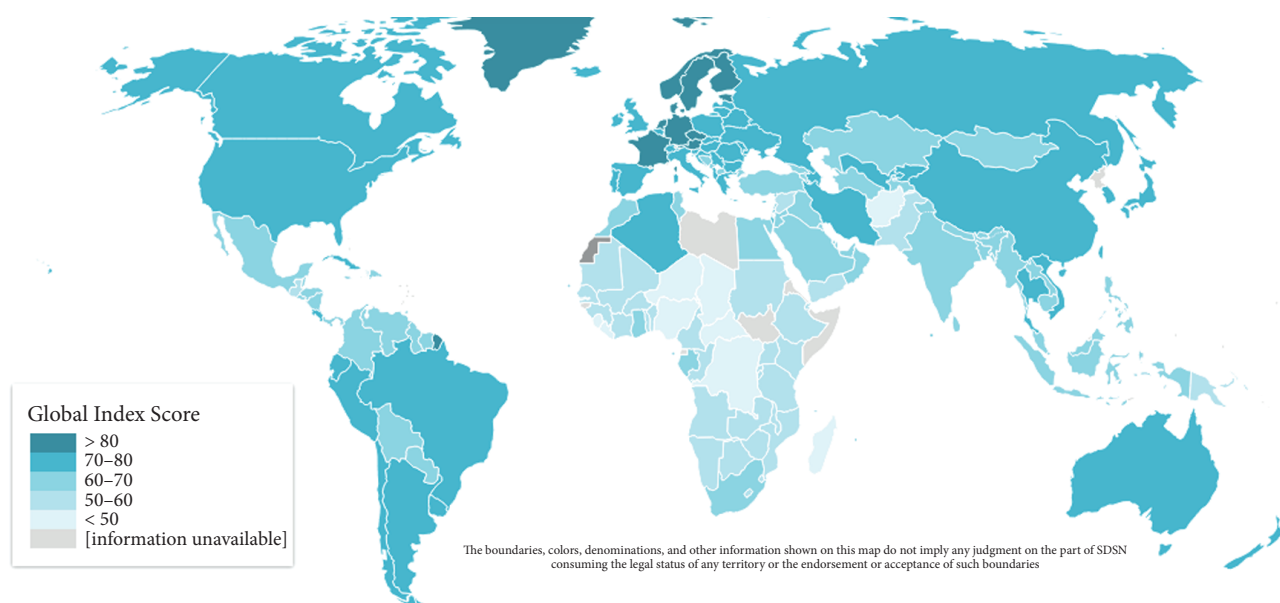 Global Index Score
> 80
70–80
60–70
50–60
< 50
[information unavailable]
The boundaries, colors, denominations, and other information shown on this map do not imply any judgment on the part of SDSN
consuming the legal status of any territory or the endorsement or acceptance of such boundaries